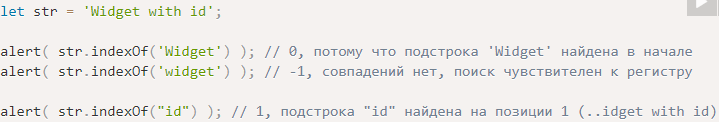 let str = 'Widget with id';
alert( str.indexOf('Widget') ); // 0, потому что подстрока 'Widget' найдена в начале
alert( str.indexOf('widget') ); // -1, совпадений нет, поиск чувствителен к регистру
alert( str.indexOf("id") ); // 1, подстрока "id" найдена на позиции 1 (..idget with id)